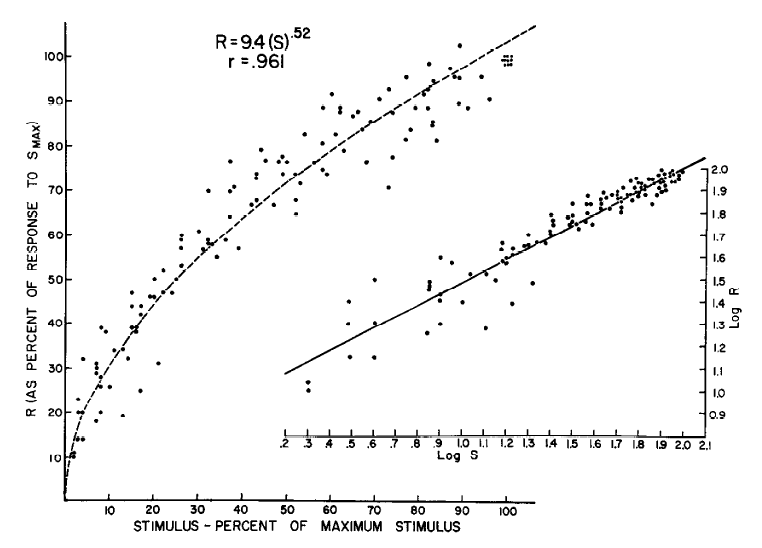 R=9.4(S).52
r=.961
R (AS PERCENT OF RESPONSE TO SMAX)
100
90
80
70
60
50
40
30
20
10
10 20 30 40 50 60 70 80 90 100
STIMULUS - PERCENT OF MAXIMUM STIMULUS
2.0
1.9
1.8
1.7
1.6
1.5
1.4
1.3
1.2
1.1
1.0
0.9
Log R
.2 .3 .4 .5 .6 .7 .8 .9 1.0 1.1 1.2 1.3 1.4 1.5 1.6 1.7 1.8 1.9 2.0 2.1
Log S